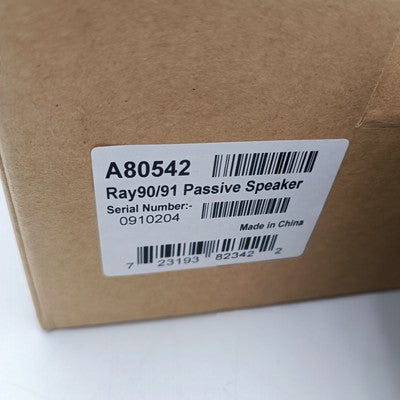 A80542
Ray90/91 Passive Speaker
Serial Number:-
0910204
Made in China
7 23193 82342 2